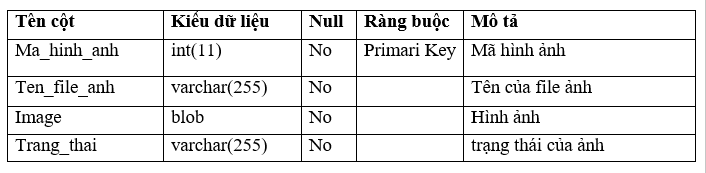 Tên cột Kiểu dữ liệu Null Ràng buộc Mô tả
Ma_hinh_anh int(11) No Primari Key Mã hình ảnh
Ten_file_anh varchar(255) No Tên của file ảnh
Image blob No Hình ảnh
Trang_thai varchar(255) No trạng thái của ảnh